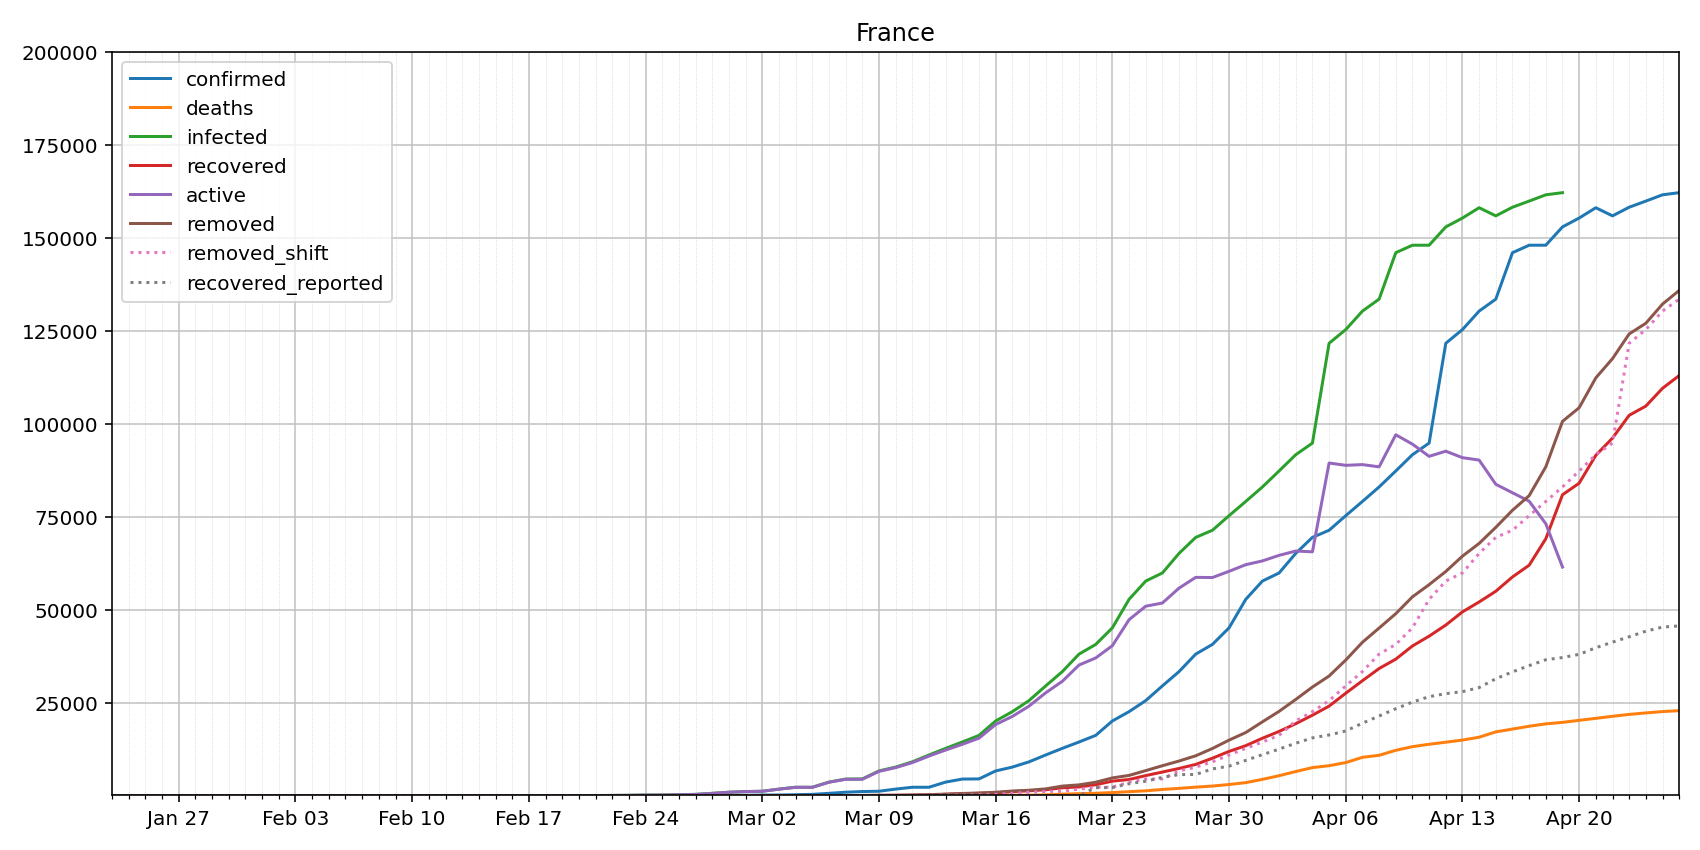 France
200000
175000
150000
125000
100000
75000
50000
25000
confirmed
deaths
infected
recovered
active
removed
removed_shift
recovered_reported
Jan 27 Feb 03 Feb 10 Feb 17 Feb 24 Mar 02 Mar 09 Mar 16 Mar 23 Mar 30 Apr 06 Apr 13 Apr 20